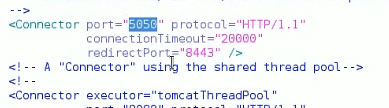 -->
<Connector port="5050" protocol="HTTP/1.1"
connectionTimeout="20000"
redirectPort="8443" />
<!-- A "Connector" using the shared thread pool-->
<!--
<Connector executor="tomcatThreadPool"